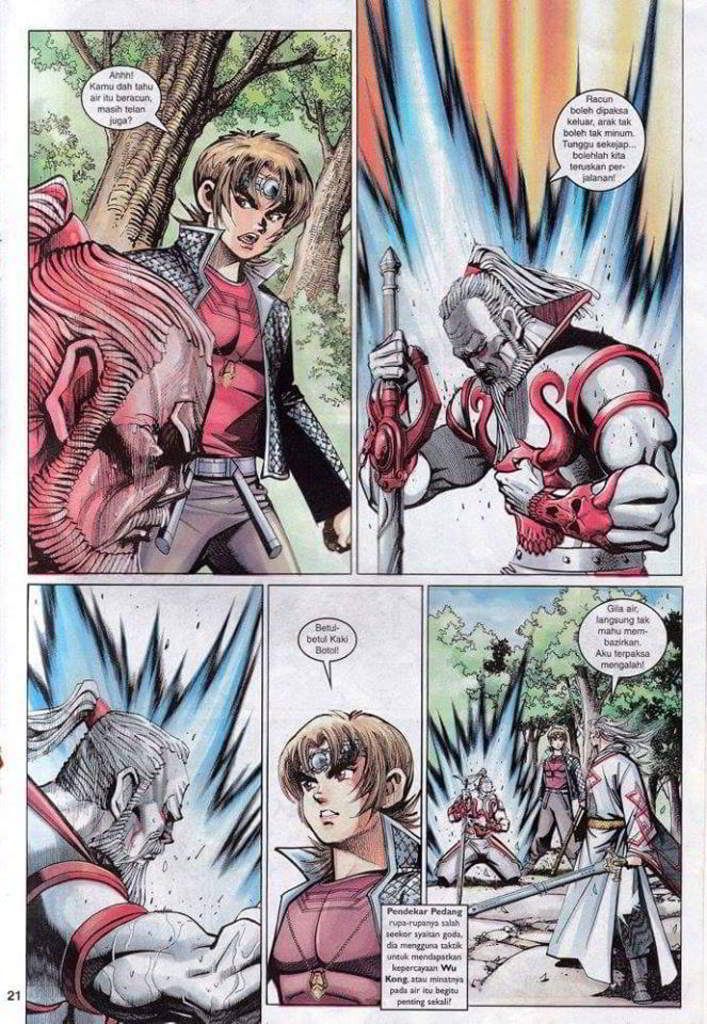 Ahhh!
Kamu dah tahu
air itu beracun,
masih telan
juga?
Racun
boleh dipaksa
keluar, arak tak
boleh tak minum.
Tunggu sekejap...
bolehlah kita
teruskan per-
jalanan!
Betul-
betul Kaki
Botol!
Gila air,
langsung tak
mahu mem-
bazirkan.
Aku terpaksa
mengalah!
Pendekar Pedang
rupa-rupanya salah
seekor syaitan goda,
dia mengguna taktik
untuk mendapatkan
kepercayaan Wu
Kong, atau minatnya
pada air itu begitu
penting sekali?
21